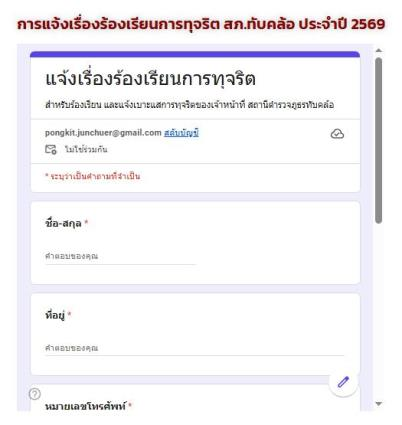 การแจ้งเรื่องร้องเรียนการทุจริต สภ.ทับคล้อ ประจำปี 2569
แจ้งเรื่องร้องเรียนการทุจริต
สำหรับร้องเรียน และแจ้งเบาะแสการทุจริตของเจ้าหน้าที่ สถานีตำรวจภูธรทับคล้อ
pongkit.junchuer@gmail.com สลับบัญชี
ไม่ใช่ร่วมกัน
* ระบุว่าเป็นคำถามที่จำเป็น
ชื่อ-สกุล *
คำตอบของคุณ
ที่อยู่ *
คำตอบของคุณ
หมายเลขโทรศัพท์ *